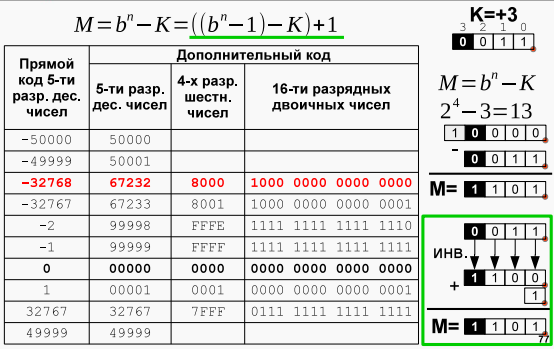 M=bⁿ−K=((bⁿ−1)−K)+1
Прямой код 5-ти разр. дес. чисел
Дополнительный код
5-ти разр. дес. чисел
4-х разр. шестн. чисел
16-ти разрядных двоичных чисел
-50000 50000
-49999 50001
-32768 67232 8000 1000 0000 0000 0000
-32767 67233 8001 1000 0000 0000 0001
-2 99998 FFFE 1111 1111 1111 1110
-1 99999 FFFF 1111 1111 1111 1111
0 00000 0000 0000 0000 0000 0000
1 00001 0001 0000 0000 0000 0001
32767 32767 7FFF 0111 1111 1111 1111
49999 49999
K=+3
3 2 1 0
0 0 1 1
M=bⁿ−K
2⁴−3=13
1 0 0 0 0
-
0 0 1 1
M= 1 1 0 1
0 0 1 1
инв.
1 1 0 0
+
1
M= 1 1 0 1
77